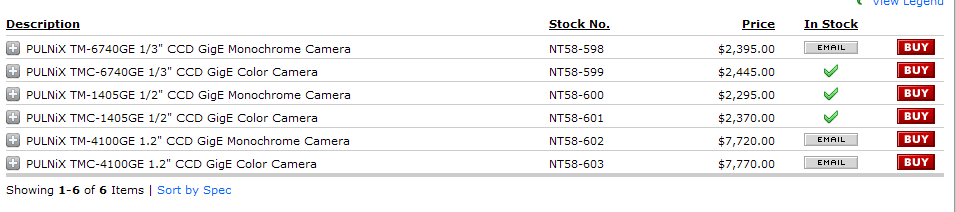 View Legend
Description Stock No. Price In Stock
PULNiX TM-6740GE 1/3" CCD GigE Monochrome Camera NT58-598 $2,395.00 EMAIL BUY
PULNiX TMC-6740GE 1/3" CCD GigE Color Camera NT58-599 $2,445.00 BUY
PULNiX TM-1405GE 1/2" CCD GigE Monochrome Camera NT58-600 $2,295.00 BUY
PULNiX TMC-1405GE 1/2" CCD GigE Color Camera NT58-601 $2,370.00 BUY
PULNiX TM-4100GE 1.2" CCD GigE Monochrome Camera NT58-602 $7,720.00 EMAIL BUY
PULNiX TMC-4100GE 1.2" CCD GigE Color Camera NT58-603 $7,770.00 EMAIL BUY
Showing 1-6 of 6 Items | Sort by Spec